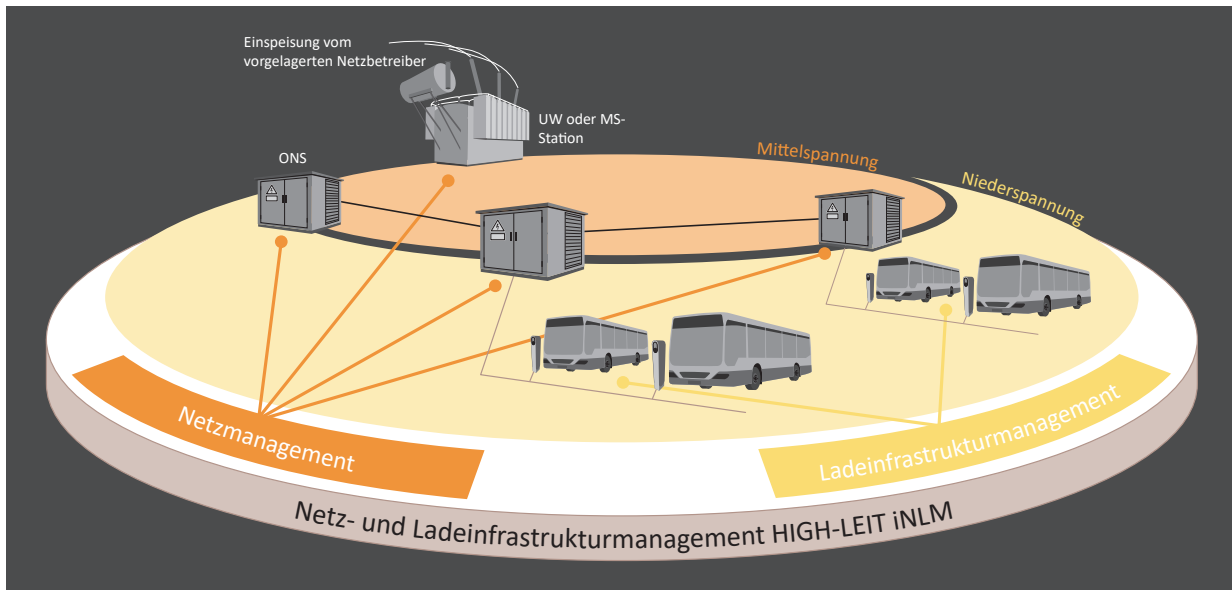 Einspeisung vom
vorgelagerten Netzbetreiber
UW oder MS-
Station
ONS
Mittelspannung
Niederspannung
Netzmanagement
Ladeinfrastrukturmanagement
Netz- und Ladeinfrastrukturmanagement HIGH-LEIT iNLM